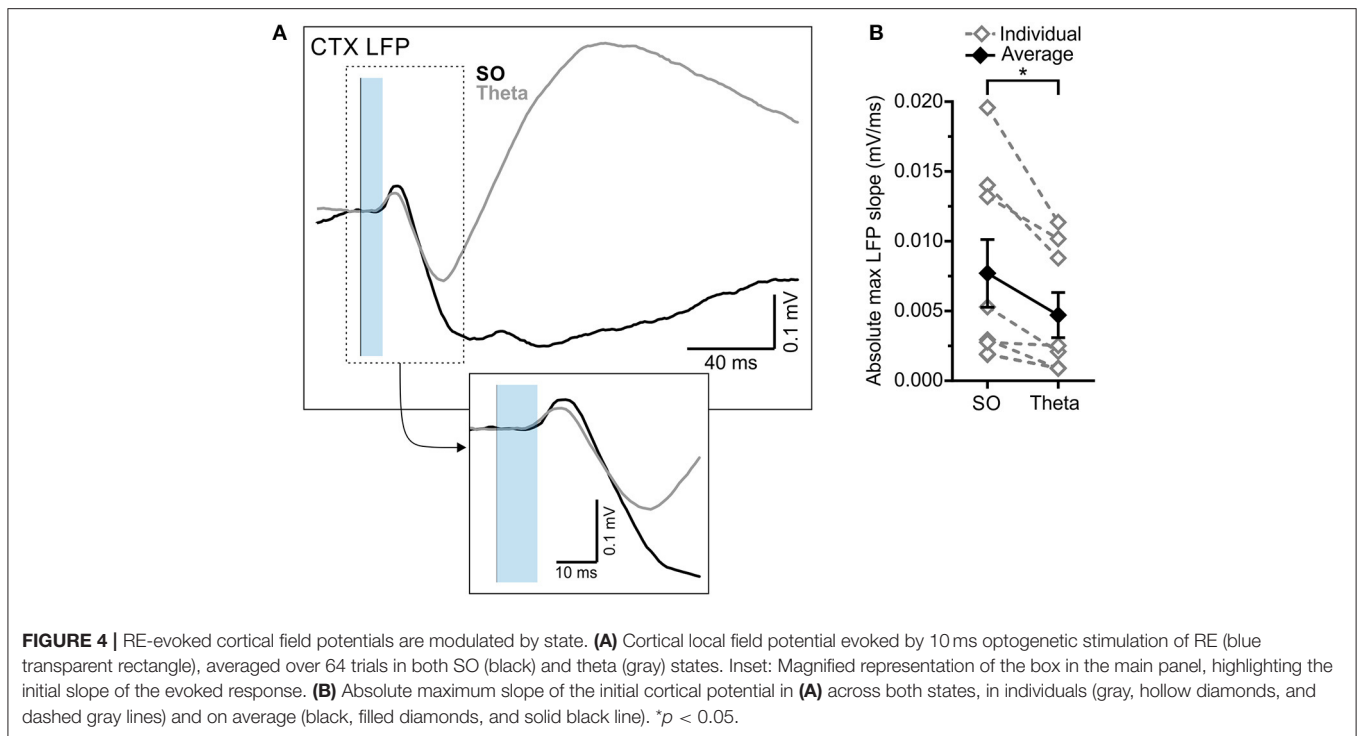 A
CTX LFP
SO
Theta
0.1 mV
40 ms
0.1 mV
10 ms
B
Individual
Average
*
Absolute max LFP slope (mV/ms)
0.020
0.015
0.010
0.005
0.000
SO
Theta
FIGURE 4 | RE-evoked cortical field potentials are modulated by state. (A) Cortical local field potential evoked by 10 ms optogenetic stimulation of RE (blue
transparent rectangle), averaged over 64 trials in both SO (black) and theta (gray) states. Inset: Magnified representation of the box in the main panel, highlighting the
initial slope of the evoked response. (B) Absolute maximum slope of the initial cortical potential in (A) across both states, in individuals (gray, hollow diamonds, and
dashed gray lines) and on average (black, filled diamonds, and solid black line). *p < 0.05.